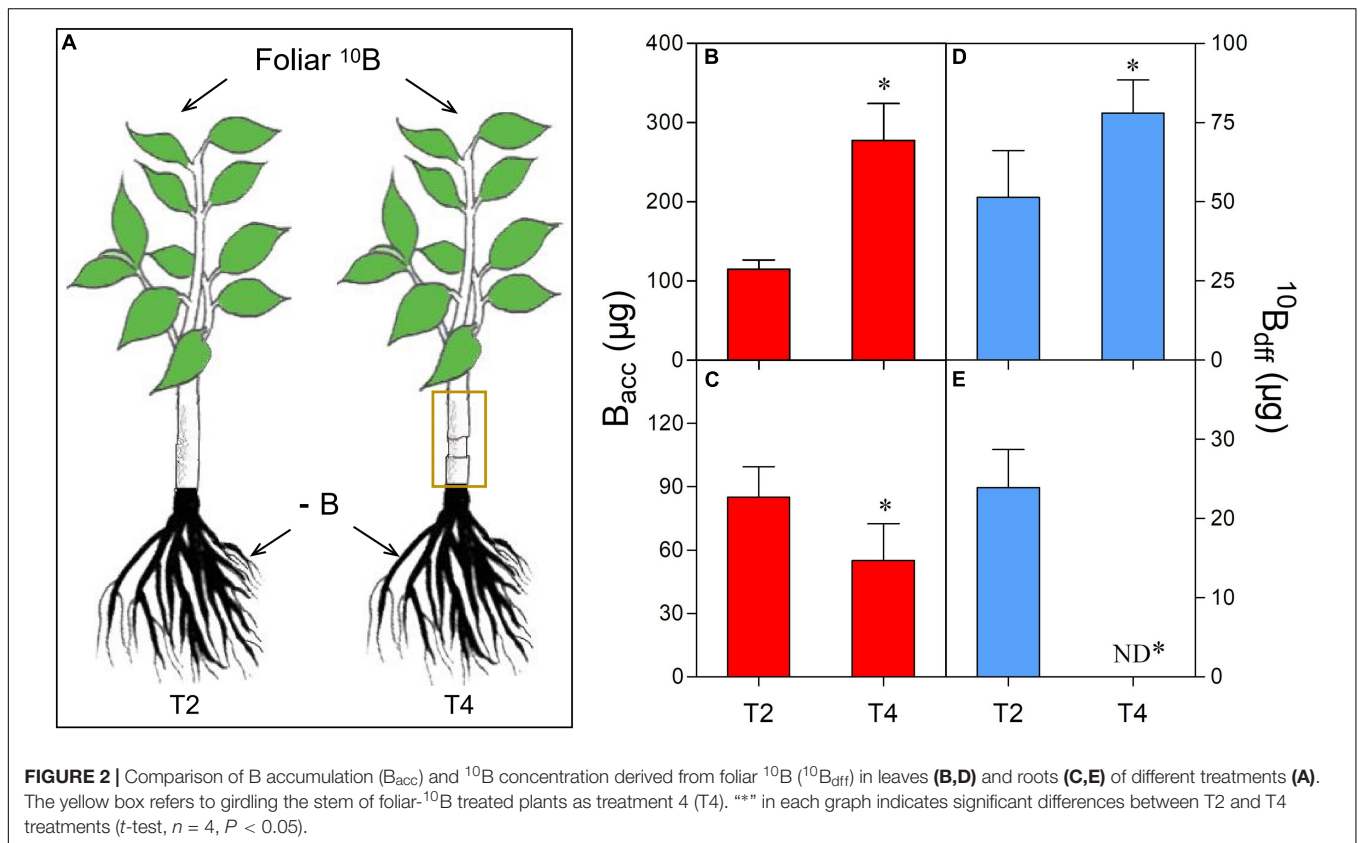 A
Foliar ¹⁰B
- B
T2
T4
B
400
300
200
100
0
Bacc (µg)
*
D
*
100
75
50
25
0
¹⁰Bdff (µg)
C
120
90
60
30
0
*
T2
T4
E
ND*
30
20
10
0
T2
T4
FIGURE 2 | Comparison of B accumulation (Bacc) and ¹⁰B concentration derived from foliar ¹⁰B (¹⁰Bdff) in leaves (B,D) and roots (C,E) of different treatments (A).
The yellow box refers to girdling the stem of foliar-¹⁰B treated plants as treatment 4 (T4). “*” in each graph indicates significant differences between T2 and T4
treatments (t-test, n = 4, P < 0.05).